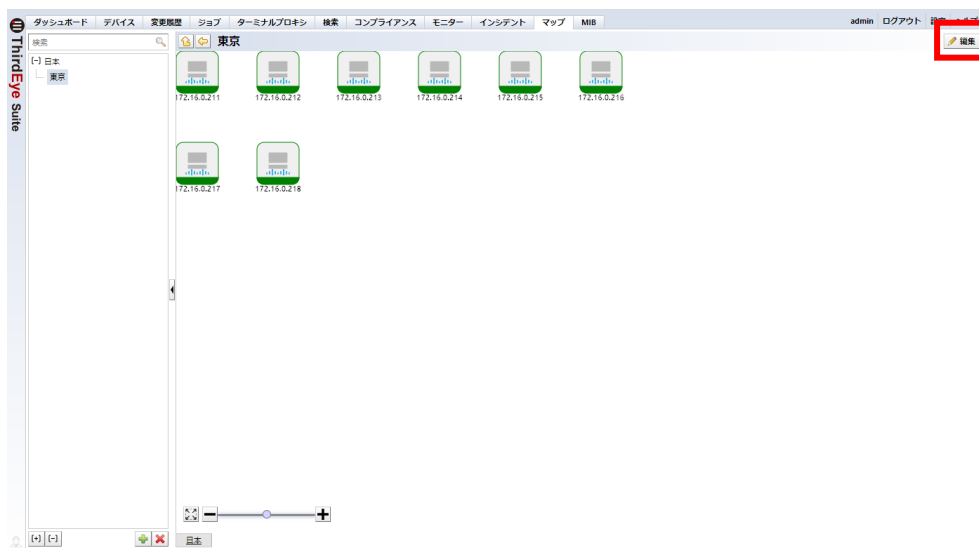 ThirdEye Suite
ダッシュボード デバイス 変更履歴 ジョブ ターミナルプロキシ 検索 コンプライアンス モニター インシデント マップ MIB
admin ログアウト
検索
東京
編集
[-] 日本
東京
172.16.0.211 172.16.0.212 172.16.0.213 172.16.0.214 172.16.0.215 172.16.0.216
172.16.0.217 172.16.0.218
[+] [-]
日本